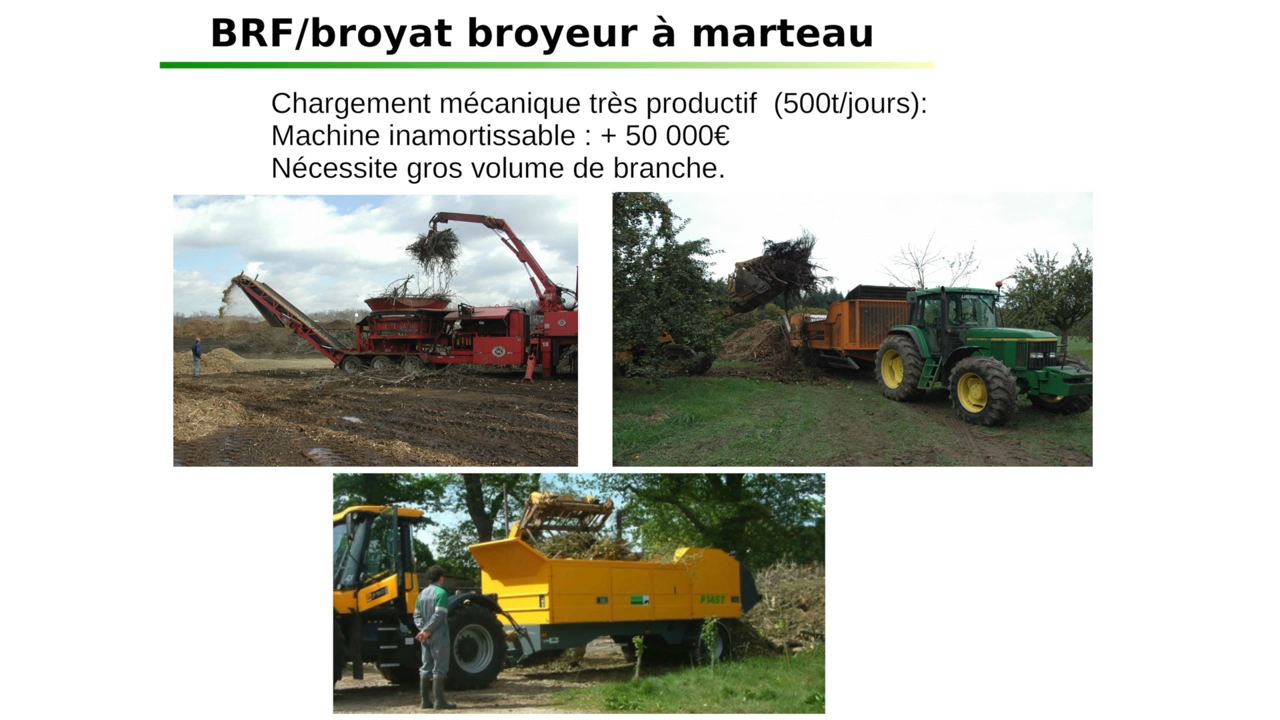 BRF/broyat broyeur à marteau
Chargement mécanique très productif  (500t/jours):
Machine inamortissable : + 50 000€
Nécessite gros volume de branche.